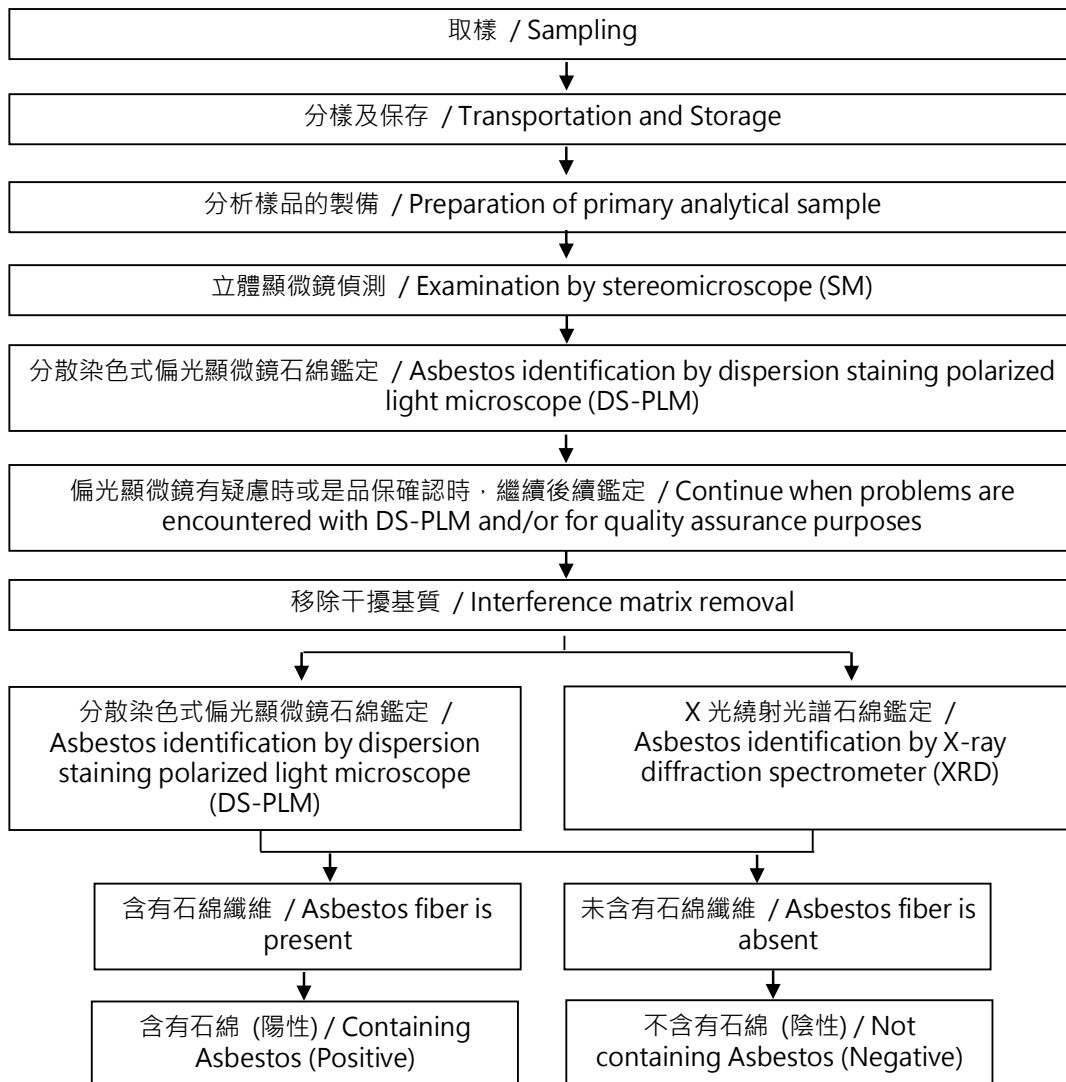 取樣 / Sampling
分樣及保存 / Transportation and Storage
分析樣品的製備 / Preparation of primary analytical sample
立體顯微鏡偵測 / Examination by stereomicroscope (SM)
分散染色式偏光顯微鏡石綿鑑定 / Asbestos identification by dispersion staining polarized
light microscope (DS-PLM)
偏光顯微鏡有疑慮時或是品保確認時，繼續後續鑑定 / Continue when problems are
encountered with DS-PLM and/or for quality assurance purposes
移除干擾基質 / Interference matrix removal
分散染色式偏光顯微鏡石綿鑑定 /
Asbestos identification by dispersion
staining polarized light microscope
(DS-PLM)
X 光繞射光譜石綿鑑定 /
Asbestos identification by X-ray
diffraction spectrometer (XRD)
含有石綿纖維 / Asbestos fiber is
present
未含有石綿纖維 / Asbestos fiber is
absent
含有石綿 (陽性) / Containing
Asbestos (Positive)
不含有石綿 (陰性) / Not
containing Asbestos (Negative)